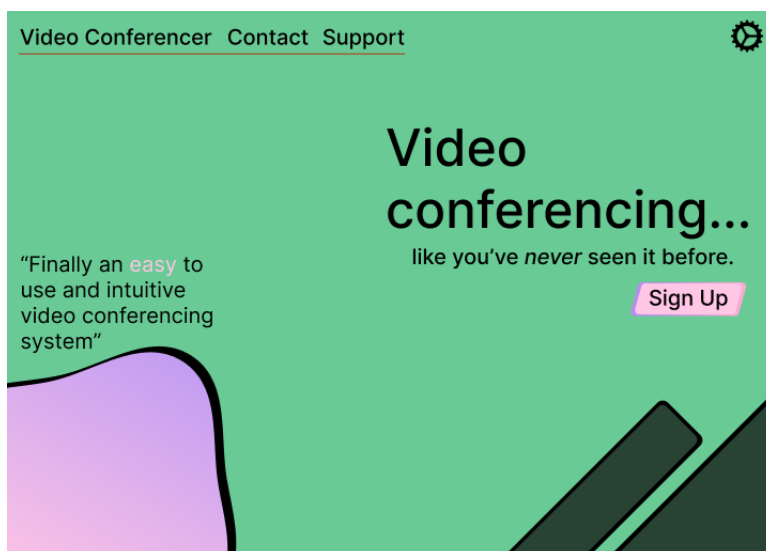 Video Conferencer Contact Support
Video
conferencing...
like you’ve never seen it before.
Sign Up
“Finally an easy to
use and intuitive
video conferencing
system”